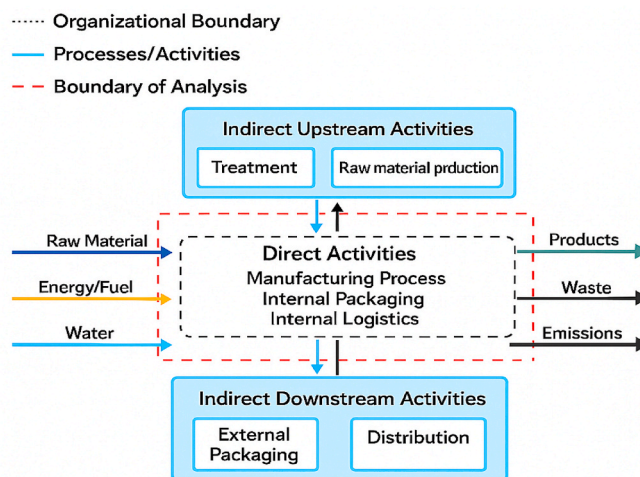 Organizational Boundary
Processes/Activities
Boundary of Analysis
Indirect Upstream Activities
Treatment
Raw material prduction
Raw Material
Energy/Fuel
Water
Direct Activities
Manufacturing Process
Internal Packaging
Internal Logistics
Products
Waste
Emissions
Indirect Downstream Activities
External
Packaging
Distribution